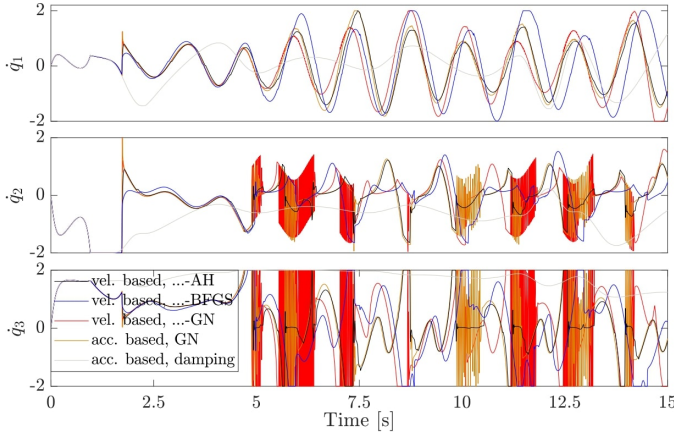 2
0
-2
q̇1
2
0
-2
q̇2
2
0
-2
q̇3
vel. based, ...-AH
vel. based, ...-BFGS
vel. based, ...-GN
acc. based, GN
acc. based, damping
0 2.5 5 7.5 10 12.5 15
Time [s]